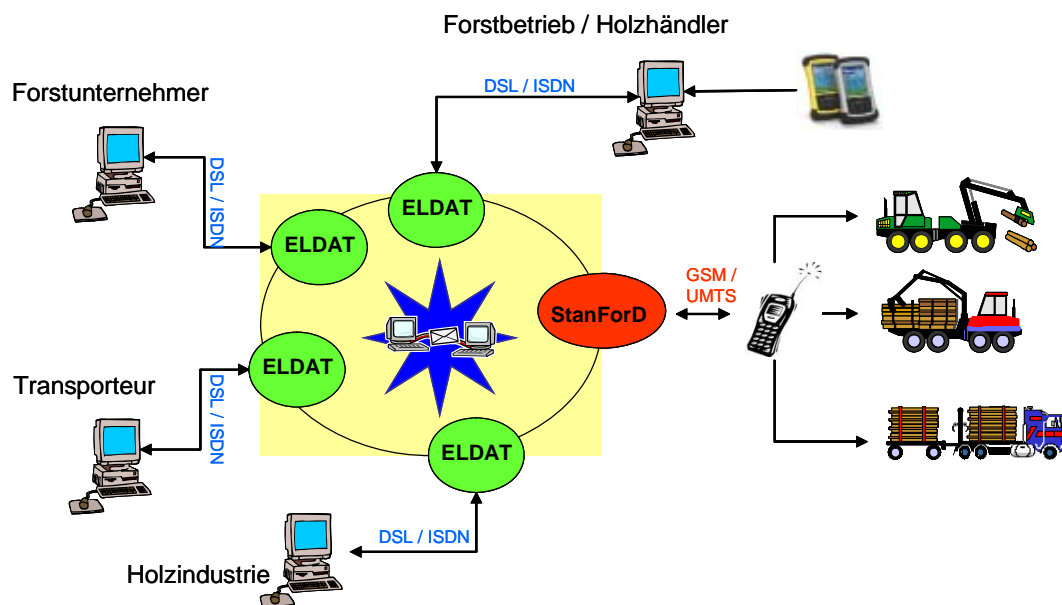 Forstbetrieb / Holzhändler
DSL / ISDN
Forstunternehmer
DSL / ISDN
ELDAT
ELDAT
GSM /
UMTS
StanForD
ELDAT
Transporteur
DSL / ISDN
ELDAT
DSL / ISDN
Holzindustrie